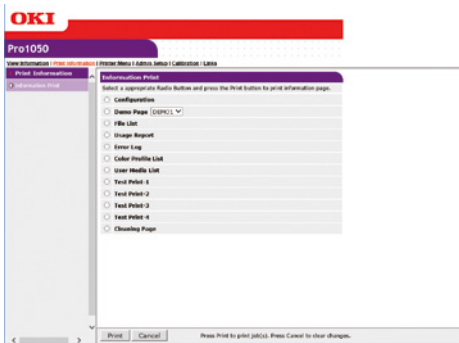 OKI
Pro1050
View Information | Print Information | Printer Menu | Admin. Setup | Calibration | Links
Print Information
Information Print
Information Print
Select a appropriate Radio Button and press the Print button to print information page.
Configuration
Demo Page DEMO1
File List
Usage Report
Error Log
Color Profile List
User Media List
Test Print-1
Test Print-2
Test Print-3
Test Print-4
Cleaning Page
Print Cancel Press Print to print job(s). Press Cancel to clear changes.